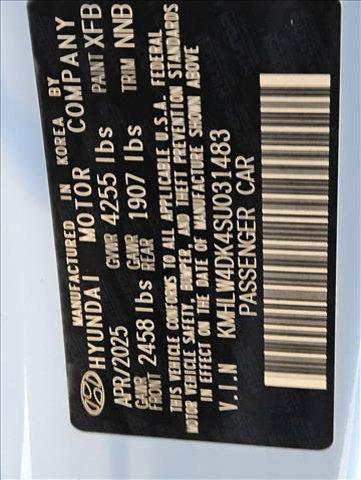 MANUFACTURED IN KOREA BY
HYUNDAI MOTOR COMPANY
APR/2025 GVWR 4255 lbs PAINT XFB
GAWR FRONT 2458 lbs GAWR REAR 1907 lbs TRIM NNB
THIS VEHICLE CONFORMS TO ALL APPLICABLE U.S.A. FEDERAL
MOTOR VEHICLE SAFETY, BUMPER, AND THEFT PREVENTION STANDARDS
IN EFFECT ON THE DATE OF MANUFACTURE SHOWN ABOVE
V.I.N KMHLW4DK4SU031483
PASSENGER CAR